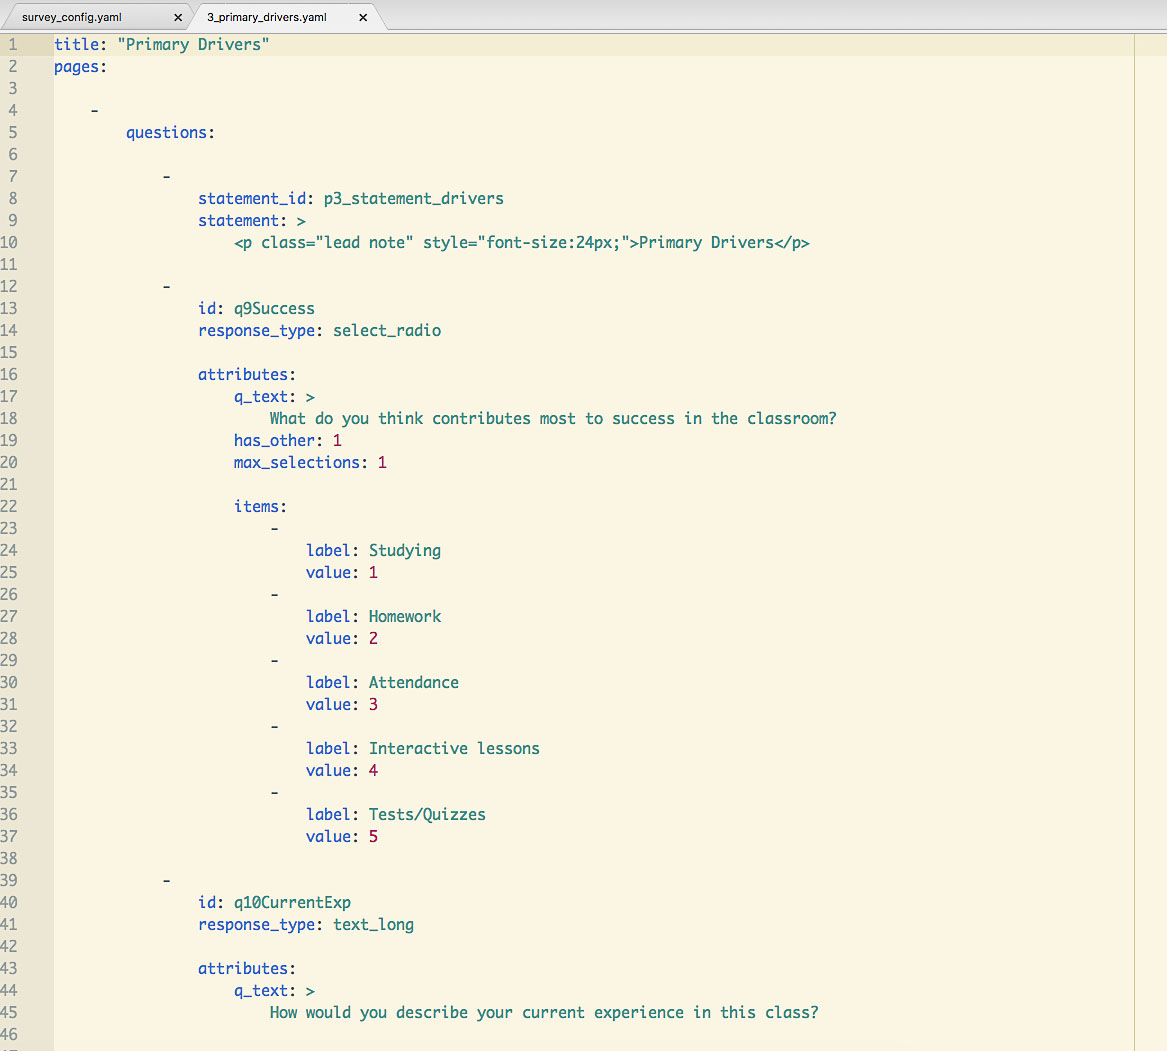 survey_config.yaml × 3_primary_drivers.yaml ×
1 title: "Primary Drivers"
2 pages:
3
4 -
5 questions:
6
7 -
8 statement_id: p3_statement_drivers
9 statement: >
10 <p class="lead note" style="font-size:24px;">Primary Drivers</p>
11
12 -
13 id: q9Success
14 response_type: select_radio
15
16 attributes:
17 q_text: >
18 What do you think contributes most to success in the classroom?
19 has_other: 1
20 max_selections: 1
21
22 items:
23 -
24 label: Studying
25 value: 1
26 -
27 label: Homework
28 value: 2
29 -
30 label: Attendance
31 value: 3
32 -
33 label: Interactive lessons
34 value: 4
35 -
36 label: Tests/Quizzes
37 value: 5
38
39 -
40 id: q10CurrentExp
41 response_type: text_long
42
43 attributes:
44 q_text: >
45 How would you describe your current experience in this class?
46